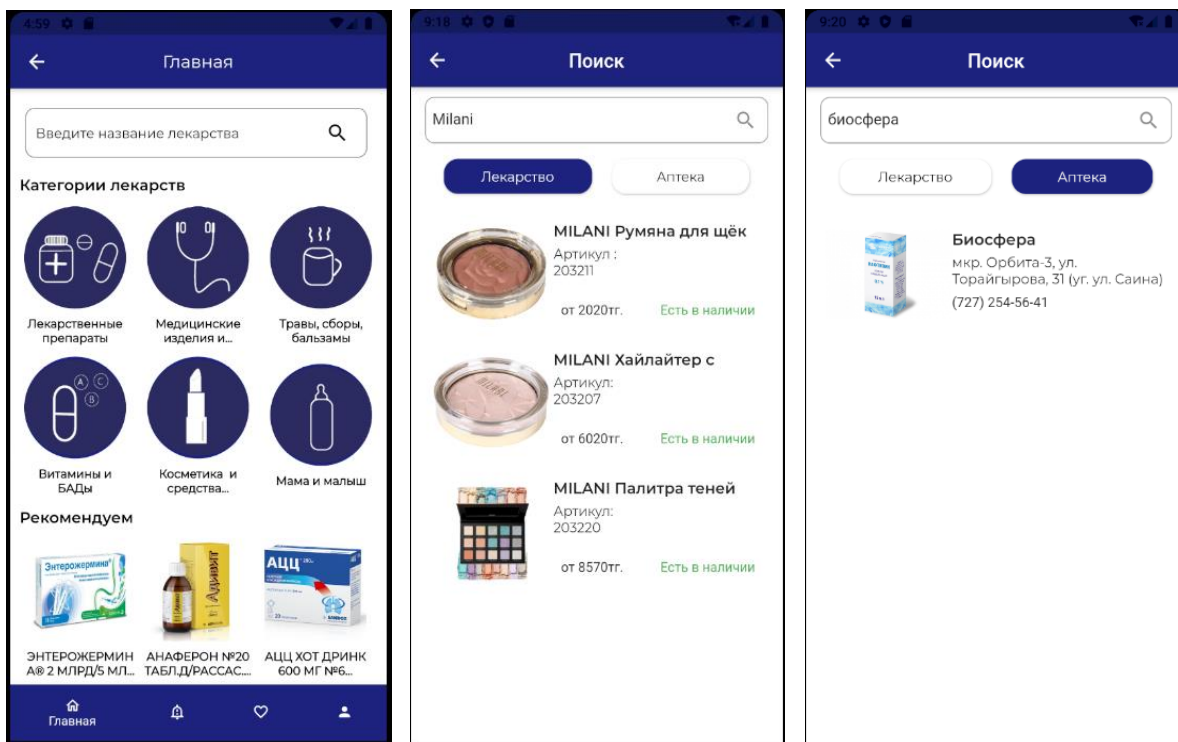 4:59
Главная
Введите название лекарства
Категории лекарств
Лекарственные
препараты
Медицинские
изделия и...
Травы, сборы,
бальзамы
A C
B
Витамины и
БАДы
Косметика и
средства...
Мама и малыш
Рекомендуем
Энтерожермина®
Адивит
АЦЦ
SANDOZ
ЭНТЕРОЖЕРМИН
А® 2 МЛРД/5 МЛ...
АНАФЕРОН №20
ТАБЛ.Д/РАССАС....
АЦЦ ХОТ ДРИНК
600 МГ №6...
Главная
9:18
Поиск
Milani
Лекарство
Аптека
MILANI Румяна для щёк
Артикул :
203211
от 2020тг. Есть в наличии
MILANI Хайлайтер с
Артикул:
203207
от 6020тг. Есть в наличии
MILANI Палитра теней
Артикул:
203220
от 8570тг. Есть в наличии
9:20
Поиск
биосфера
Лекарство
Аптека
Биосфера
мкр. Орбита-3, ул.
Торайгырова, 31 (уг. ул. Саина)
(727) 254-56-41